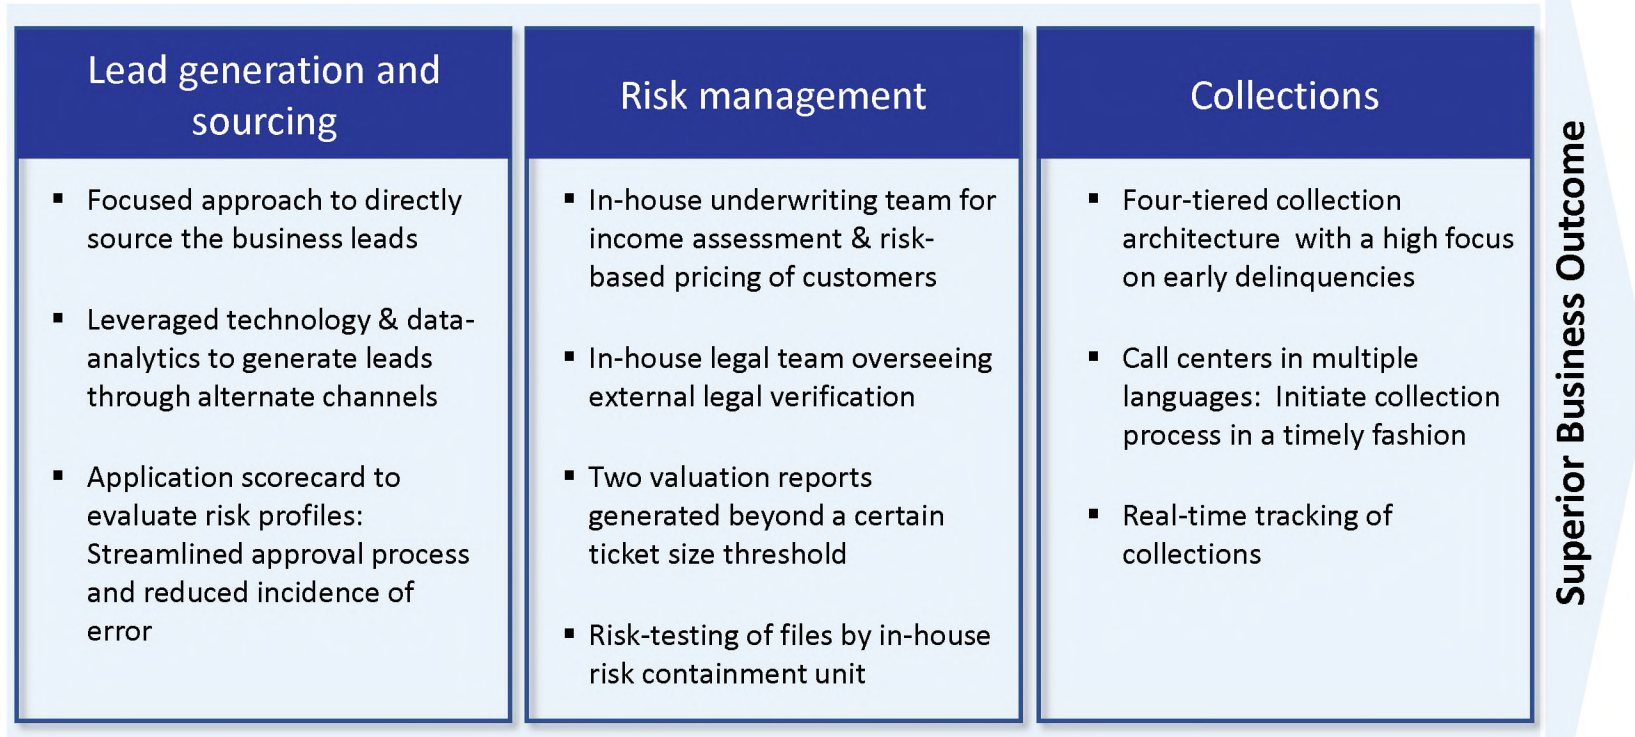 Lead generation and
sourcing
▪ Focused approach to directly
source the business leads
▪ Leveraged technology & data-
analytics to generate leads
through alternate channels
▪ Application scorecard to
evaluate risk profiles:
Streamlined approval process
and reduced incidence of
error
Risk management
▪ In-house underwriting team for
income assessment & risk-
based pricing of customers
▪ In-house legal team overseeing
external legal verification
▪ Two valuation reports
generated beyond a certain
ticket size threshold
▪ Risk-testing of files by in-house
risk containment unit
Collections
▪ Four-tiered collection
architecture  with a high focus
on early delinquencies
▪ Call centers in multiple
languages:  Initiate collection
process in a timely fashion
▪ Real-time tracking of
collections
Superior Business Outcome